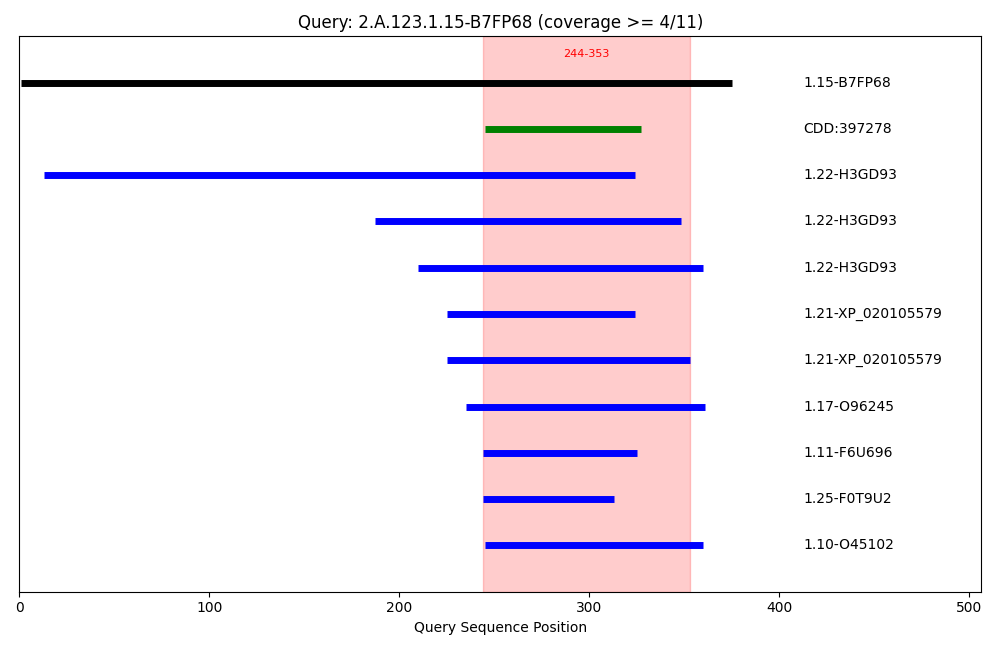 Query: 2.A.123.1.15-B7FP68 (coverage >= 4/11)
244-353
1.15-B7FP68
CDD:397278
1.22-H3GD93
1.22-H3GD93
1.22-H3GD93
1.21-XP_020105579
1.21-XP_020105579
1.17-O96245
1.11-F6U696
1.25-F0T9U2
1.10-O45102
0 100 200 300 400 500
Query Sequence Position